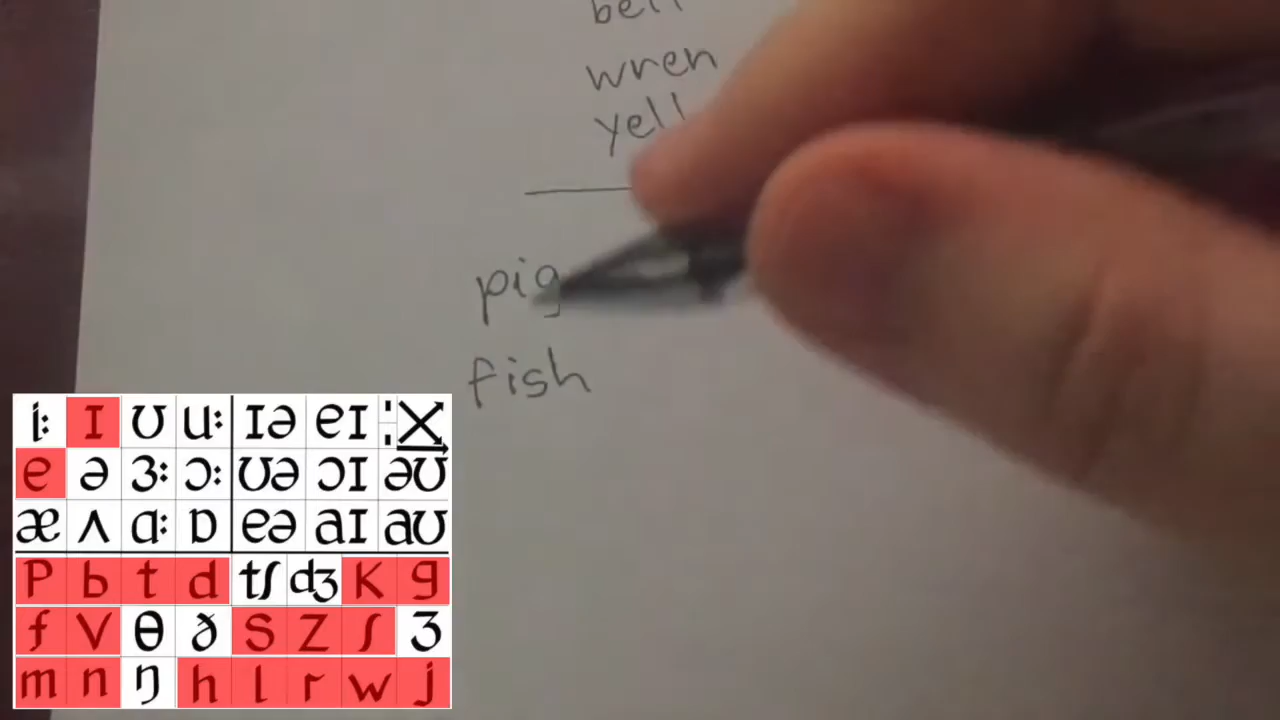 bell
wren
yell
pig
fish
iː ɪ ʊ uː ɪə eɪ
e ə ɜː ɔː ʊə ɔɪ əʊ
æ ʌ ɑː ɒ eə aɪ aʊ
p b t d tʃ dʒ k g
f v θ ð s z ʃ ʒ
m n ŋ h l r w j